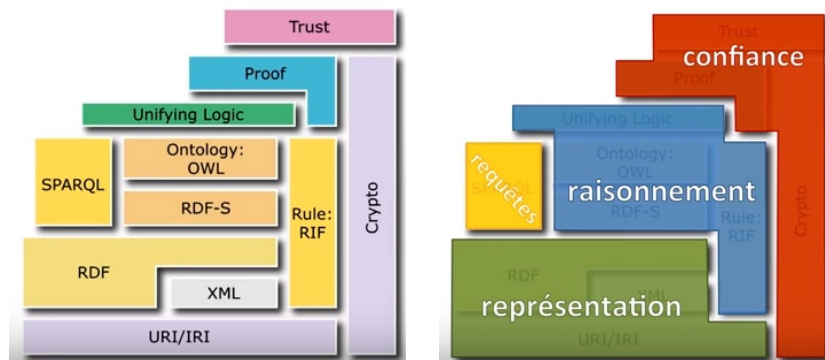 Trust
Proof
Unifying Logic
Ontology:
OWL
SPARQL
RDF-S
Rule:
RIF
Crypto
RDF
XML
URI/IRI
Trust
confiance
Proof
Unifying Logic
Ontology:
OWL
requêtes
SPARQL
raisonnement
RDF-S
Rule:
RIF
Crypto
RDF
XML
représentation
URI/IRI